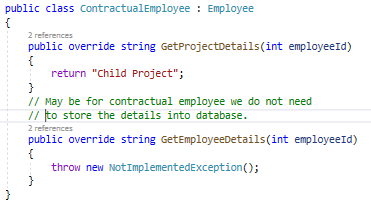 public class ContractualEmployee : Employee
{
2 references
public override string GetProjectDetails(int employeeId)
{
return "Child Project";
}
// May be for contractual employee we do not need
// to store the details into database.
2 references
public override string GetEmployeeDetails(int employeeId)
{
throw new NotImplementedException();
}
}